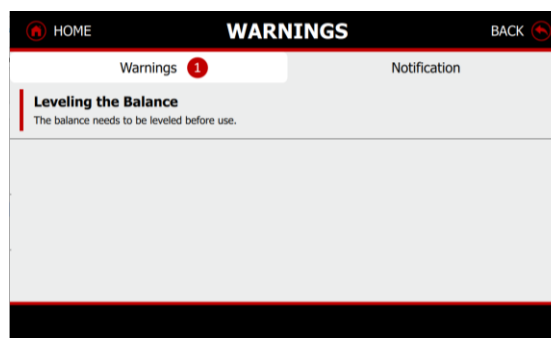 HOME WARNINGS BACK
Warnings 1 Notification
Leveling the Balance
The balance needs to be leveled before use.